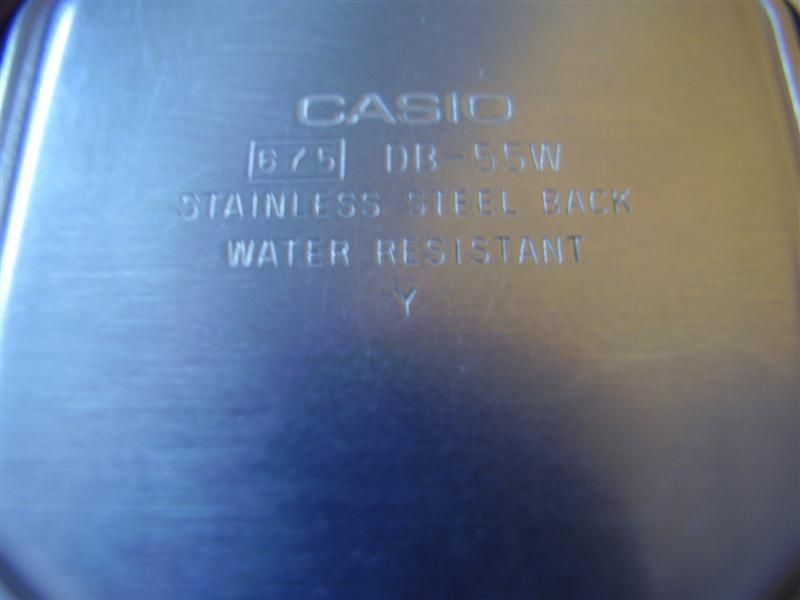 CASIO
675 DB-55W
STAINLESS STEEL BACK
WATER RESISTANT
Y